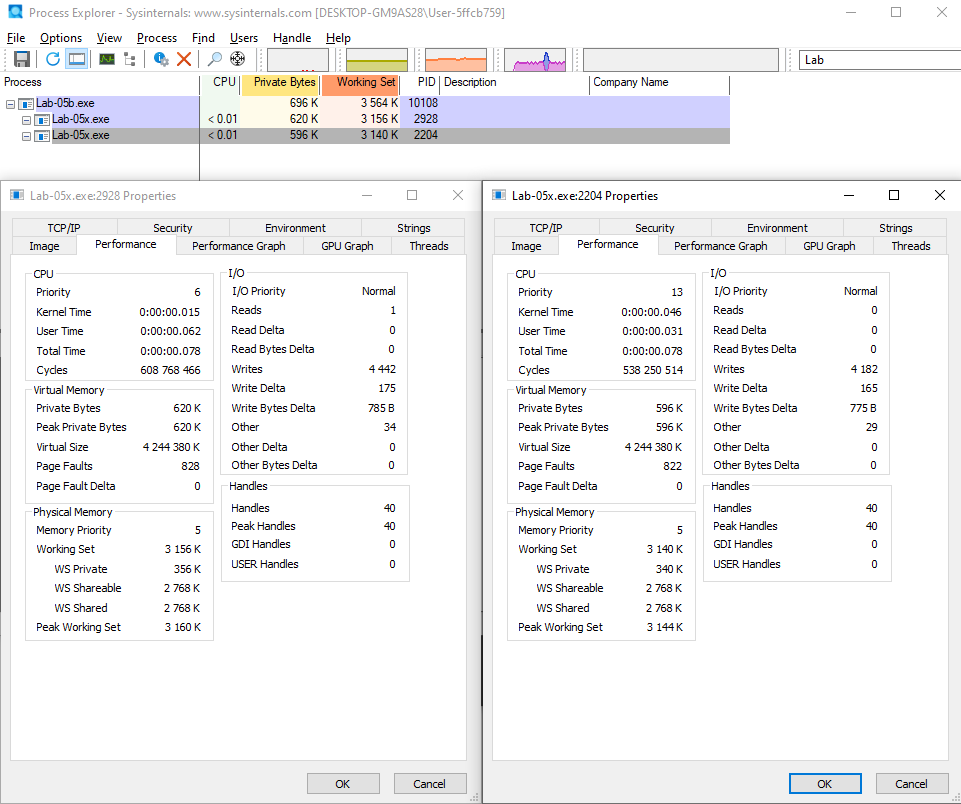 Process Explorer - Sysinternals: www.sysinternals.com [DESKTOP-GM9AS28\User-5ffcb759]
File Options View Process Find Users Handle Help
Lab
Process CPU Private Bytes Working Set PID Description Company Name
Lab-05b.exe 696 K 3 564 K 10108
Lab-05x.exe < 0.01 620 K 3 156 K 2928
Lab-05x.exe < 0.01 596 K 3 140 K 2204
Lab-05x.exe:2928 Properties
TCP/IP Security Environment Strings
Image Performance Performance Graph GPU Graph Threads
CPU
Priority 6
Kernel Time 0:00:00.015
User Time 0:00:00.062
Total Time 0:00:00.078
Cycles 608 768 466
Virtual Memory
Private Bytes 620 K
Peak Private Bytes 620 K
Virtual Size 4 244 380 K
Page Faults 828
Page Fault Delta 0
Physical Memory
Memory Priority 5
Working Set 3 156 K
WS Private 356 K
WS Shareable 2 768 K
WS Shared 2 768 K
Peak Working Set 3 160 K
I/O
I/O Priority Normal
Reads 1
Read Delta 0
Read Bytes Delta 0
Writes 4 442
Write Delta 175
Write Bytes Delta 785 B
Other 34
Other Delta 0
Other Bytes Delta 0
Handles
Handles 40
Peak Handles 40
GDI Handles 0
USER Handles 0
OK Cancel
Lab-05x.exe:2204 Properties
TCP/IP Security Environment Strings
Image Performance Performance Graph GPU Graph Threads
CPU
Priority 13
Kernel Time 0:00:00.046
User Time 0:00:00.031
Total Time 0:00:00.078
Cycles 538 250 514
Virtual Memory
Private Bytes 596 K
Peak Private Bytes 596 K
Virtual Size 4 244 380 K
Page Faults 822
Page Fault Delta 0
Physical Memory
Memory Priority 5
Working Set 3 140 K
WS Private 340 K
WS Shareable 2 768 K
WS Shared 2 768 K
Peak Working Set 3 144 K
I/O
I/O Priority Normal
Reads 0
Read Delta 0
Read Bytes Delta 0
Writes 4 182
Write Delta 165
Write Bytes Delta 775 B
Other 29
Other Delta 0
Other Bytes Delta 0
Handles
Handles 40
Peak Handles 40
GDI Handles 0
USER Handles 0
OK Cancel